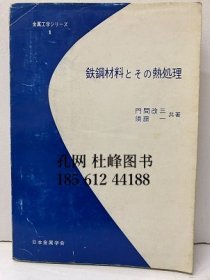 金属工学シリーズ
鉄鋼材料とその熱処理
門間改三
須藤 一
共著
孔网 杜峰图书
185 612 44188
日本金属学会